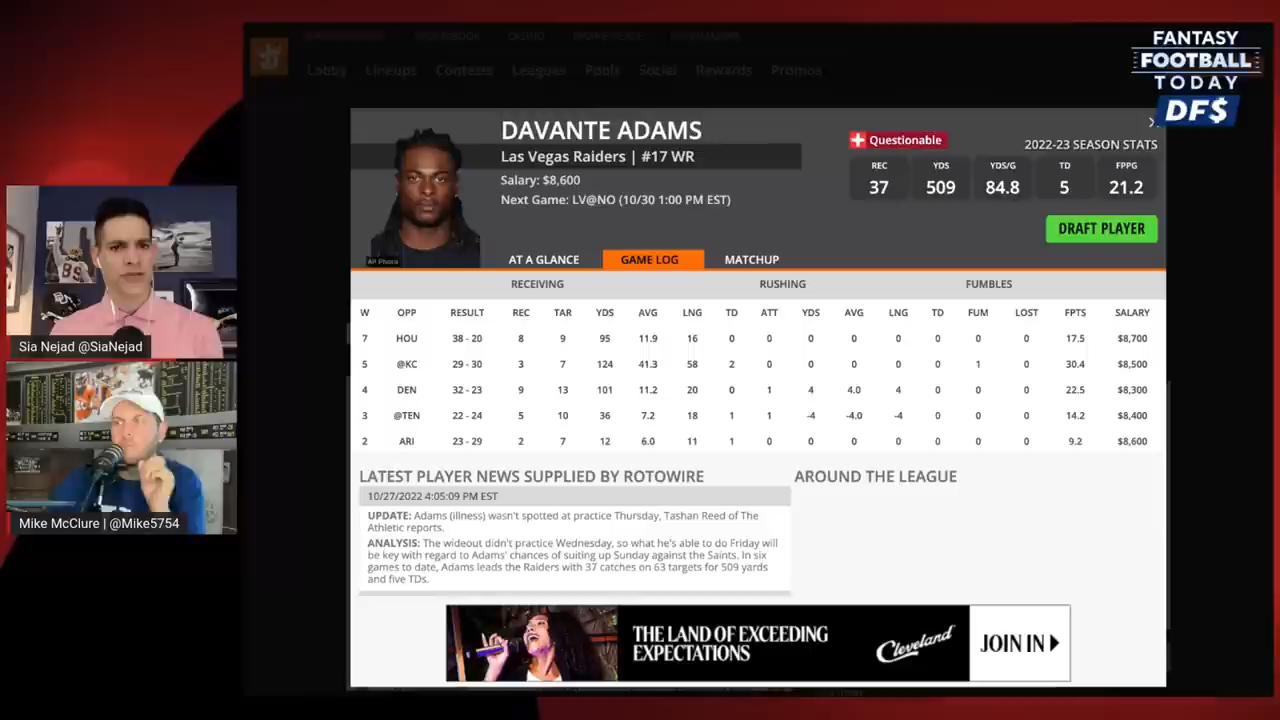 FANTASY
FOOTBALL
TODAY
DF$
CASINO
Lobby Lineups Contests Leagues Pools Social Rewards Promos
DAVANTE ADAMS
Las Vegas Raiders | #17 WR
Salary: $8,600
Next Game: LV@NO (10/30 1:00 PM EST)
Questionable
2022-23 SEASON STATS
REC YDS YDS/G TD FPPG
37 509 84.8 5 21.2
DRAFT PLAYER
AP Photo
AT A GLANCE GAME LOG MATCHUP
RECEIVING RUSHING FUMBLES
W OPP RESULT REC TAR YDS AVG LNG TD ATT YDS AVG LNG TD FUM LOST FPTS SALARY
7 HOU 38 - 20 8 9 95 11.9 16 0 0 0 0 0 0 0 0 17.5 $8,700
5 @KC 29 - 30 3 7 124 41.3 58 2 0 0 0 0 0 1 0 30.4 $8,500
4 DEN 32 - 23 9 13 101 11.2 20 0 1 4 4.0 4 0 0 0 22.5 $8,300
3 @TEN 22 - 24 5 10 36 7.2 18 1 1 -4 -4.0 -4 0 0 0 14.2 $8,400
2 ARI 23 - 29 2 7 12 6.0 11 1 0 0 0 0 0 0 0 9.2 $8,600
LATEST PLAYER NEWS SUPPLIED BY ROTOWIRE
10/27/2022 4:05:09 PM EST
UPDATE: Adams (illness) wasn't spotted at practice Thursday, Tashan Reed of The
Athletic reports.
ANALYSIS: The wideout didn't practice Wednesday, so what he's able to do Friday will
be key with regard to Adams' chances of suiting up Sunday against the Saints. In six
games to date, Adams leads the Raiders with 37 catches on 63 targets for 509 yards
and five TDs.
AROUND THE LEAGUE
THE LAND OF EXCEEDING
EXPECTATIONS
Cleveland
JOIN IN
89
Sia Nejad @SiaNejad
Mike McClure | @Mike5754